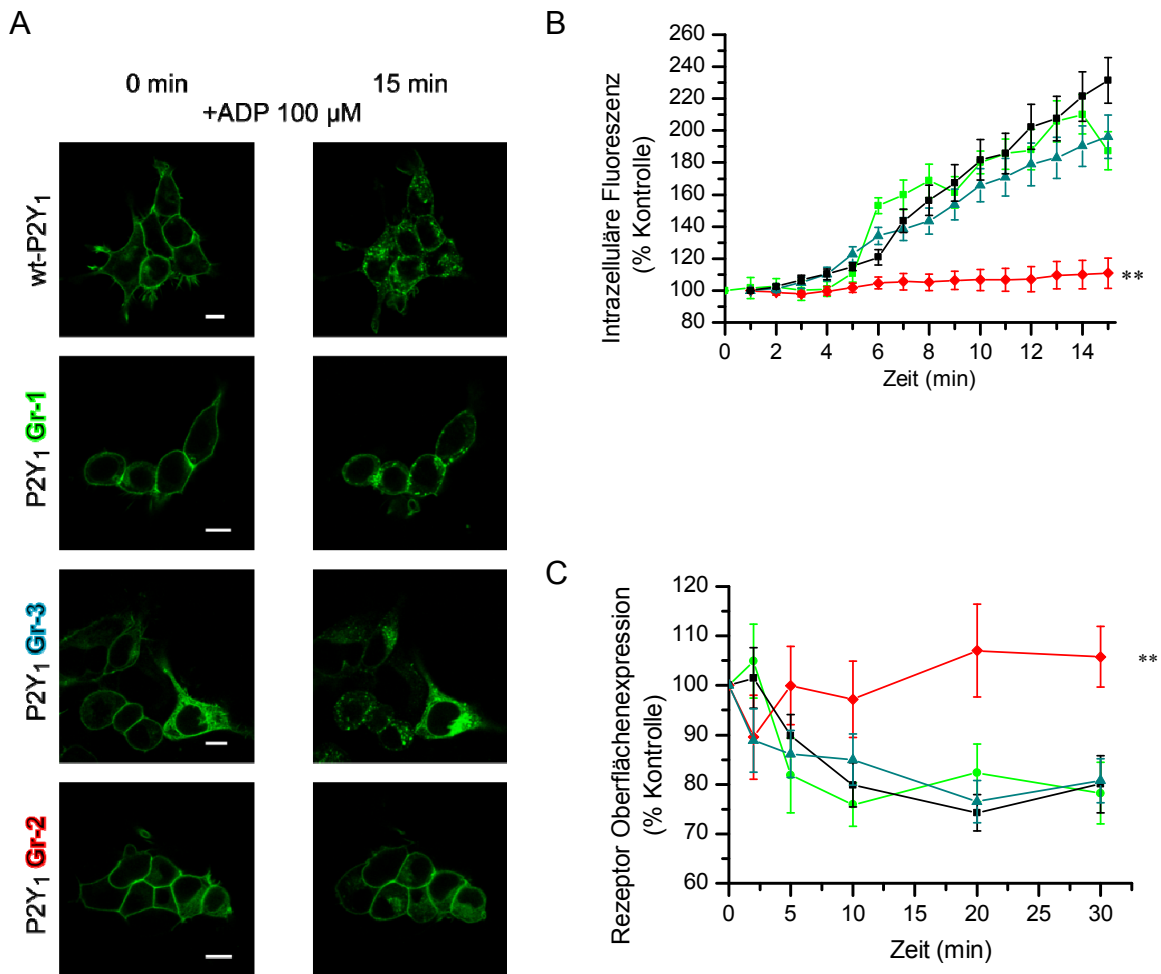 A
0 min
15 min
+ADP 100 µM
wt-P2Y1
P2Y1 Gr-1
P2Y1 Gr-3
P2Y1 Gr-2
B
Intrazelluläre Fluoreszenz
(% Kontrolle)
260
240
220
200
180
160
140
120
100
80
**
0 2 4 6 8 10 12 14
Zeit (min)
C
Rezeptor Oberflächenexpression
(% Kontrolle)
120
110
100
90
80
70
60
**
0 5 10 15 20 25 30
Zeit (min)